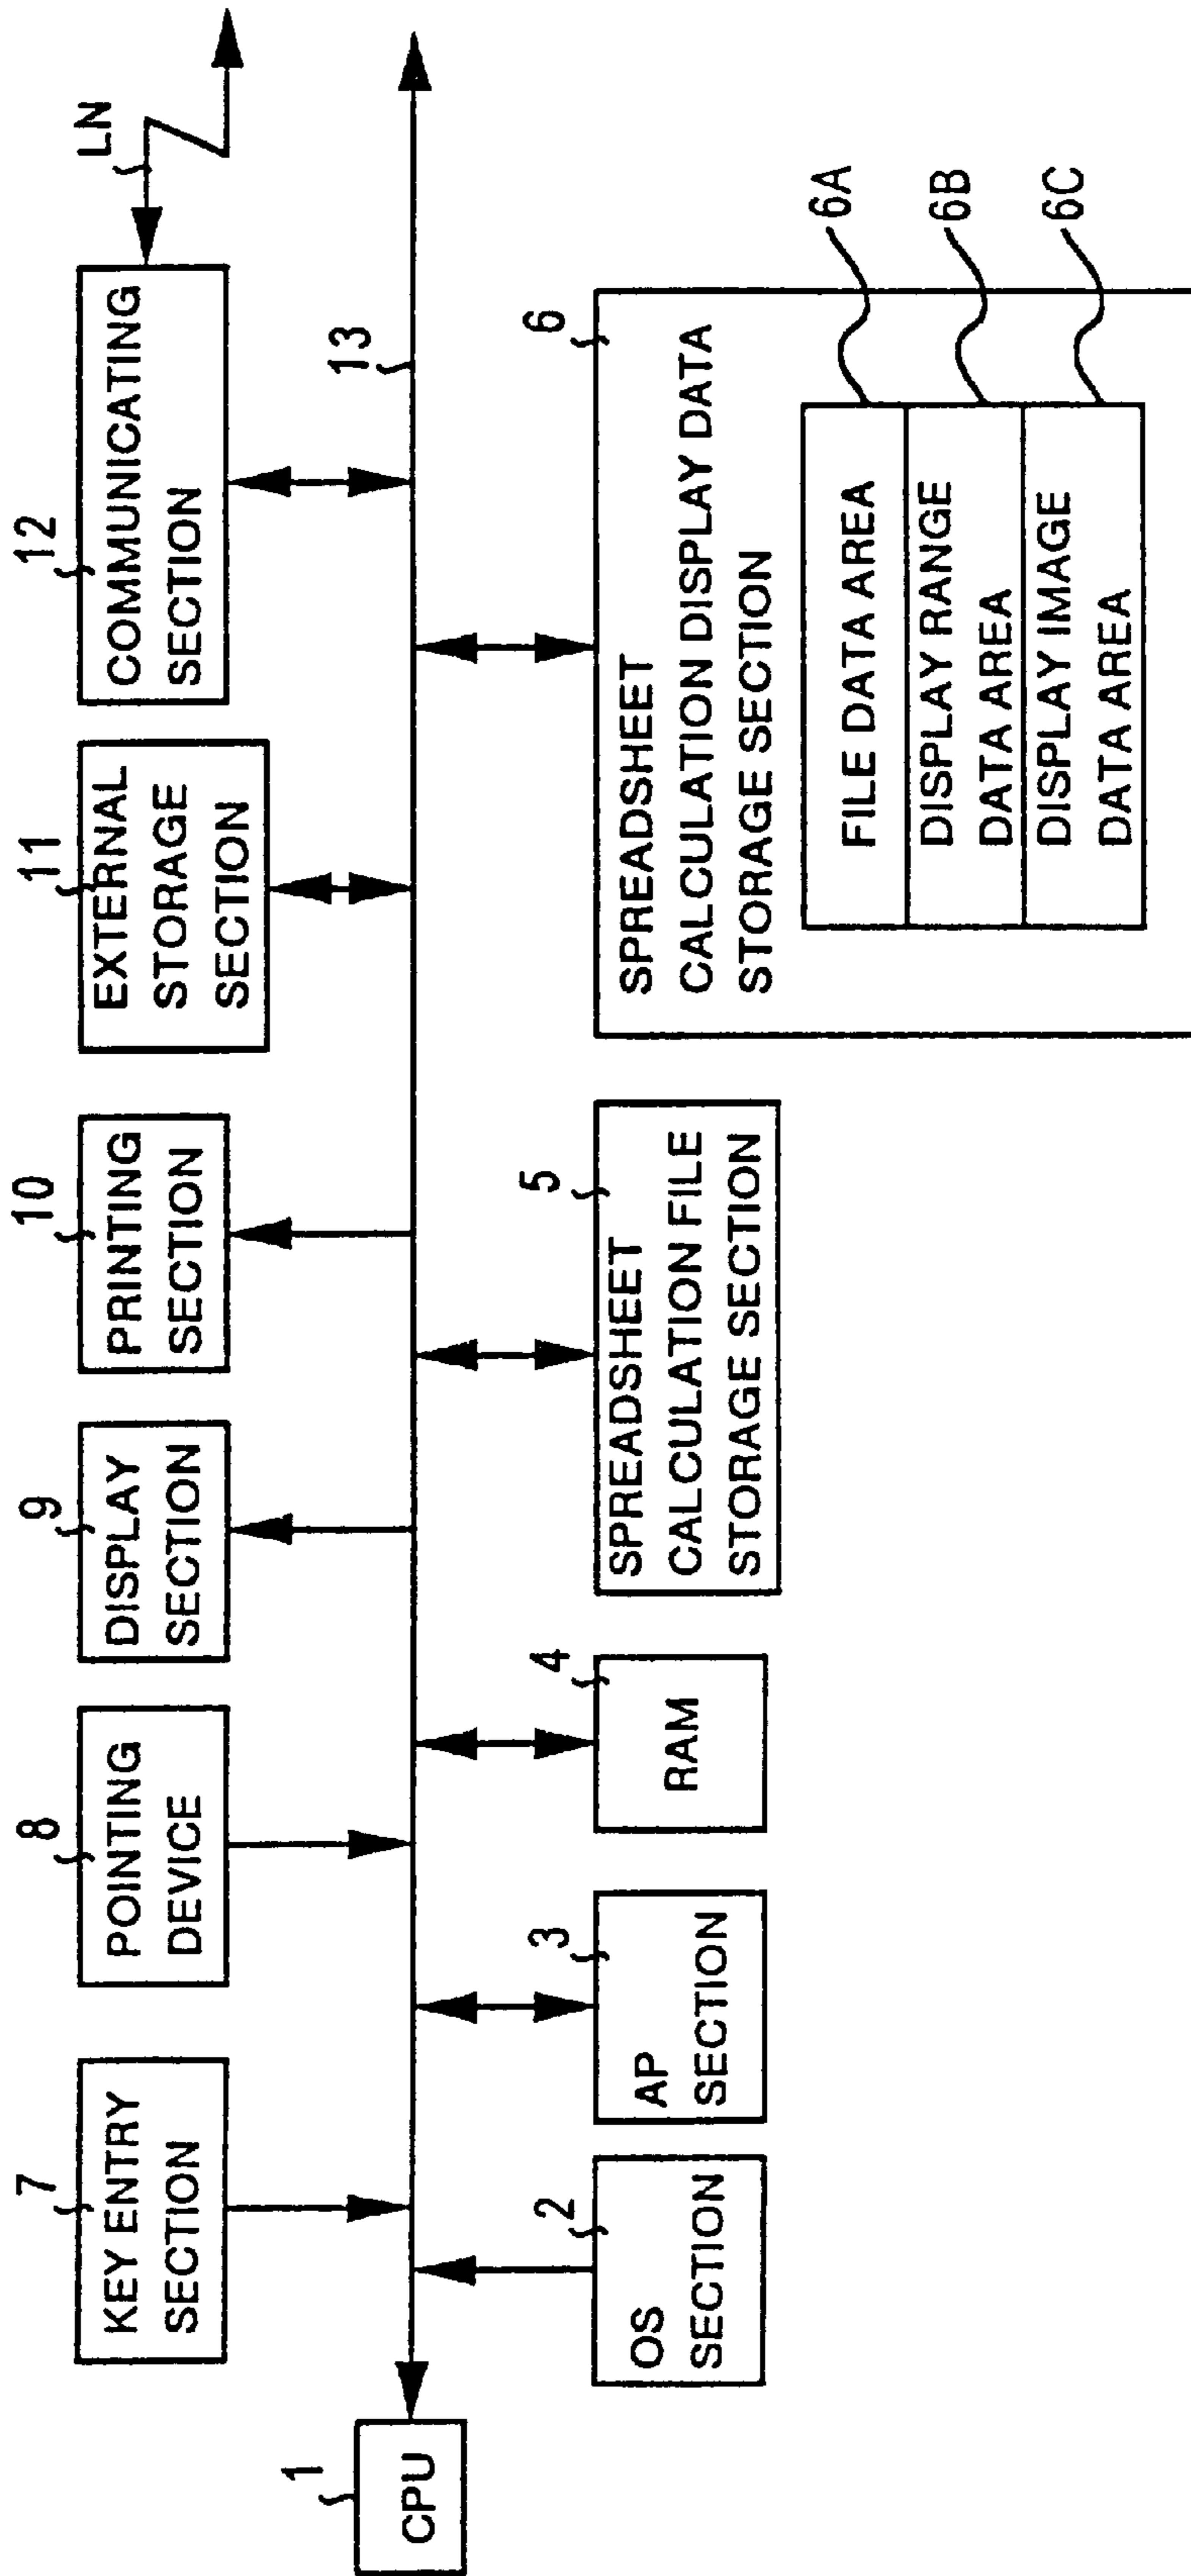 7
KEY ENTRY
SECTION
8
POINTING
DEVICE
9
DISPLAY
SECTION
10
PRINTING
SECTION
11
EXTERNAL
STORAGE
SECTION
12
COMMUNICATING
SECTION
LN
1
CPU
13
2
OS
SECTION
3
AP
SECTION
4
RAM
5
SPREADSHEET
CALCULATION FILE
STORAGE SECTION
6
SPREADSHEET
CALCULATION DISPLAY DATA
STORAGE SECTION
FILE DATA AREA
6A
DISPLAY RANGE
DATA AREA
6B
DISPLAY IMAGE
DATA AREA
6C